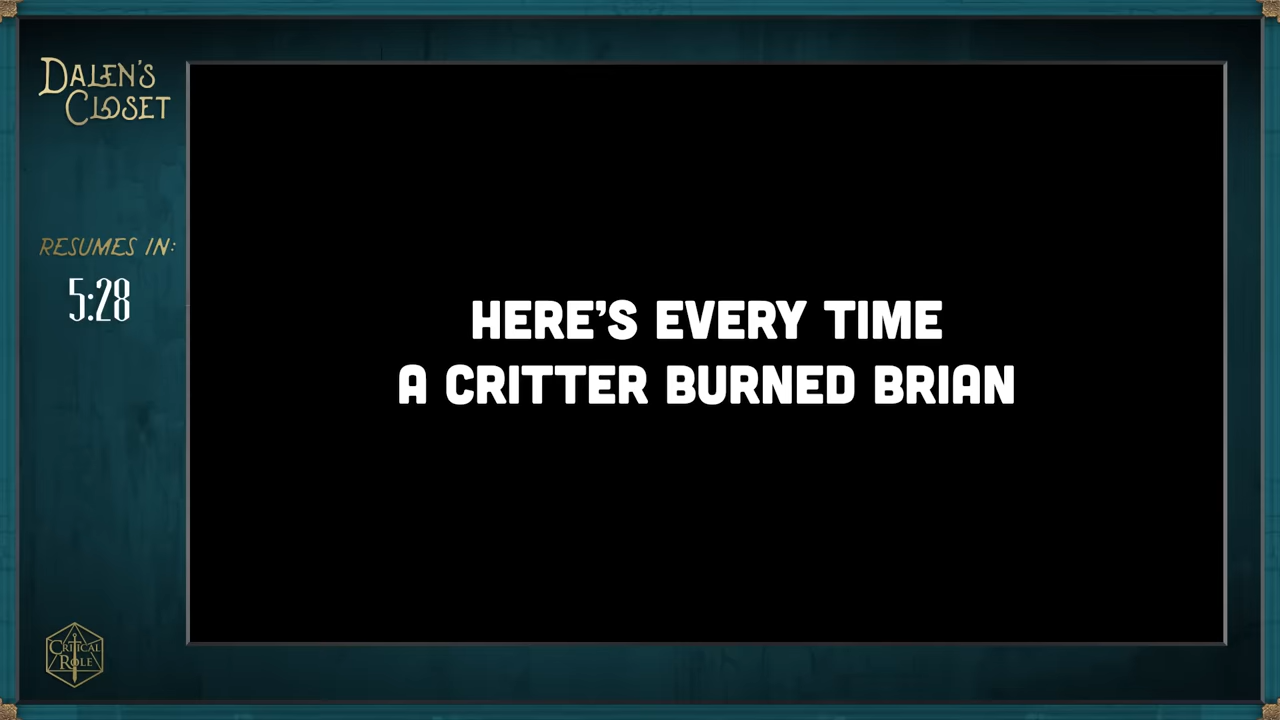 DALEN'S
CLOSET
RESUMES IN:
5:28
HERE'S EVERY TIME
A CRITTER BURNED BRIAN
CRITICAL
ROLE